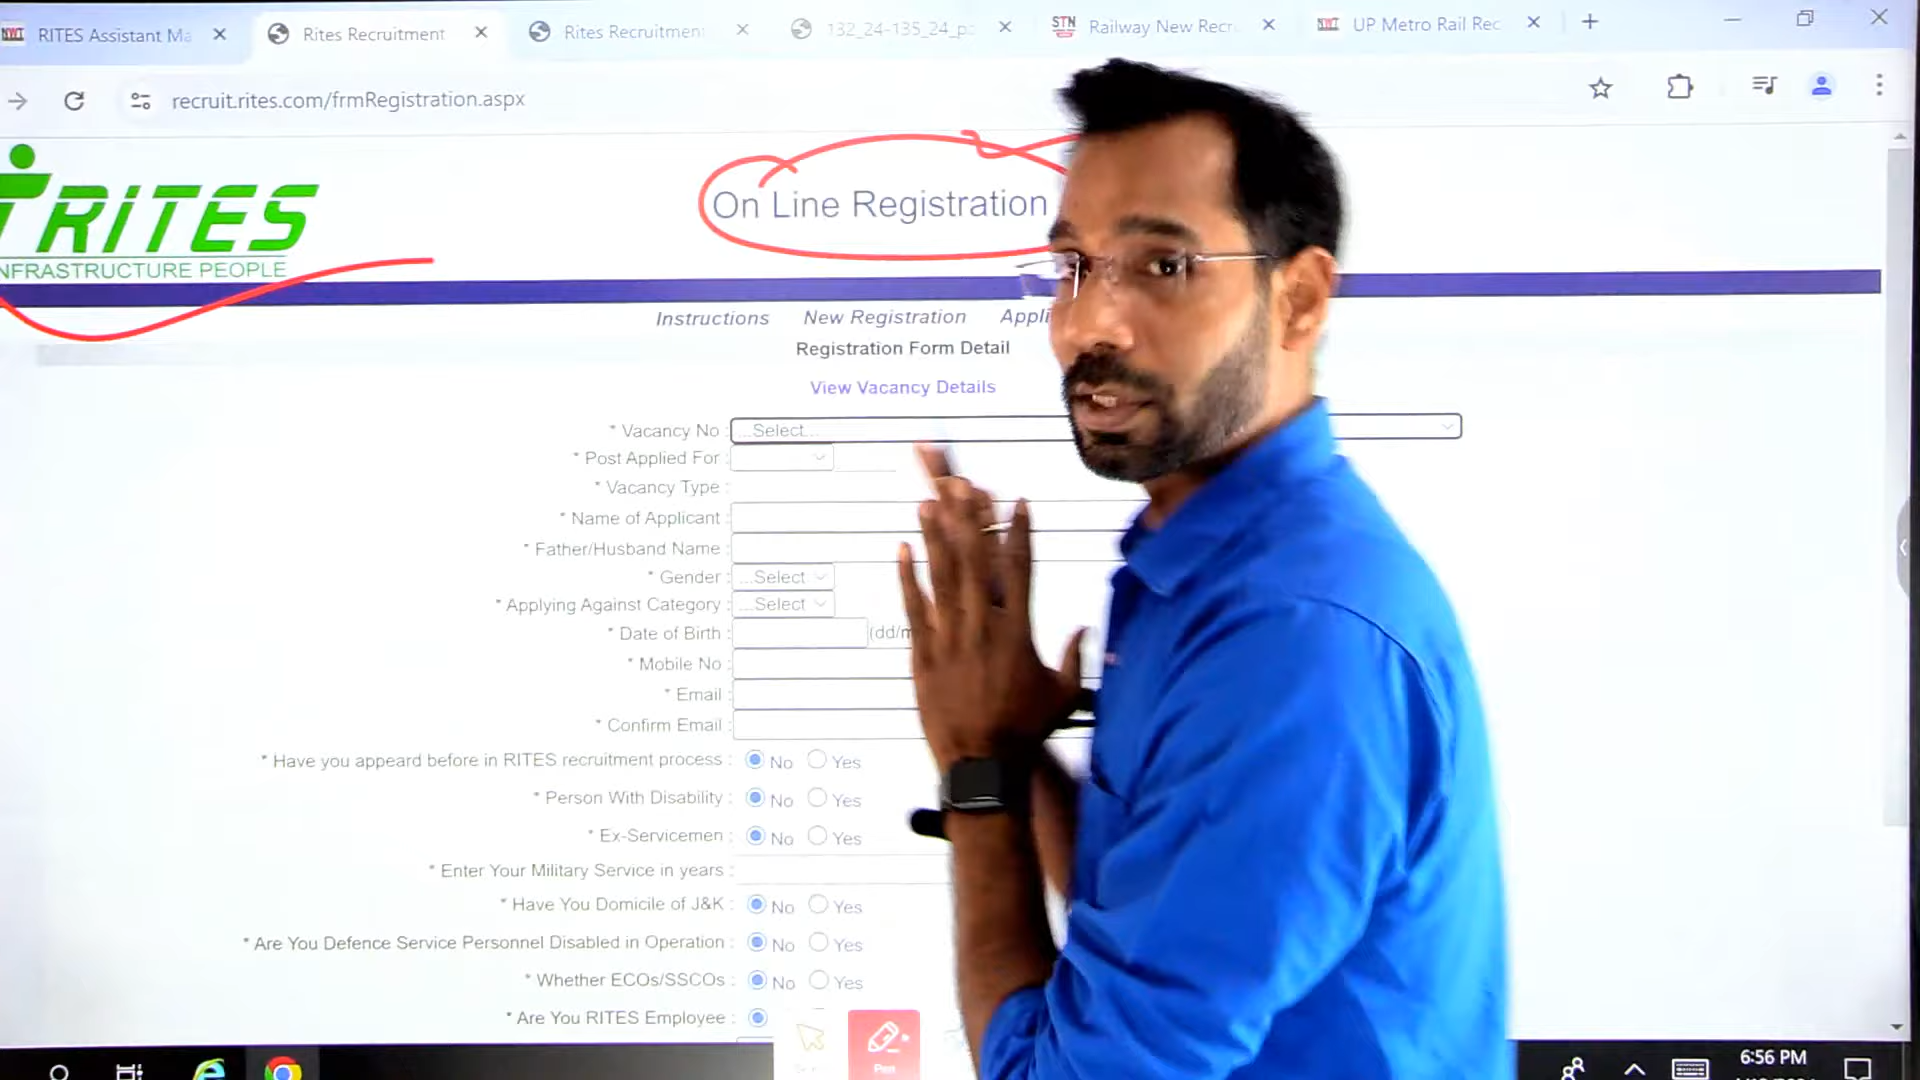 RITES Assistant Ma
Rites Recruitment
Rites Recruitment
132_24-135_24_pd
Railway New Recr
UP Metro Rail Rec
recruit.rites.com/frmRegistration.aspx
RITES
INFRASTRUCTURE PEOPLE
On Line Registration
Instructions New Registration Appli
Registration Form Detail
View Vacancy Details
* Vacancy No : ...Select...
* Post Applied For :
* Vacancy Type :
* Name of Applicant :
* Father/Husband Name :
* Gender : ...Select
* Applying Against Category : ...Select
* Date of Birth : (dd/m
* Mobile No :
* Email :
* Confirm Email :
* Have you appeard before in RITES recruitment process : No Yes
* Person With Disability : No Yes
* Ex-Servicemen : No Yes
* Enter Your Military Service in years :
* Have You Domicile of J&K : No Yes
* Are You Defence Service Personnel Disabled in Operation : No Yes
* Whether ECOs/SSCOs : No Yes
* Are You RITES Employee :
Pen
6:56 PM